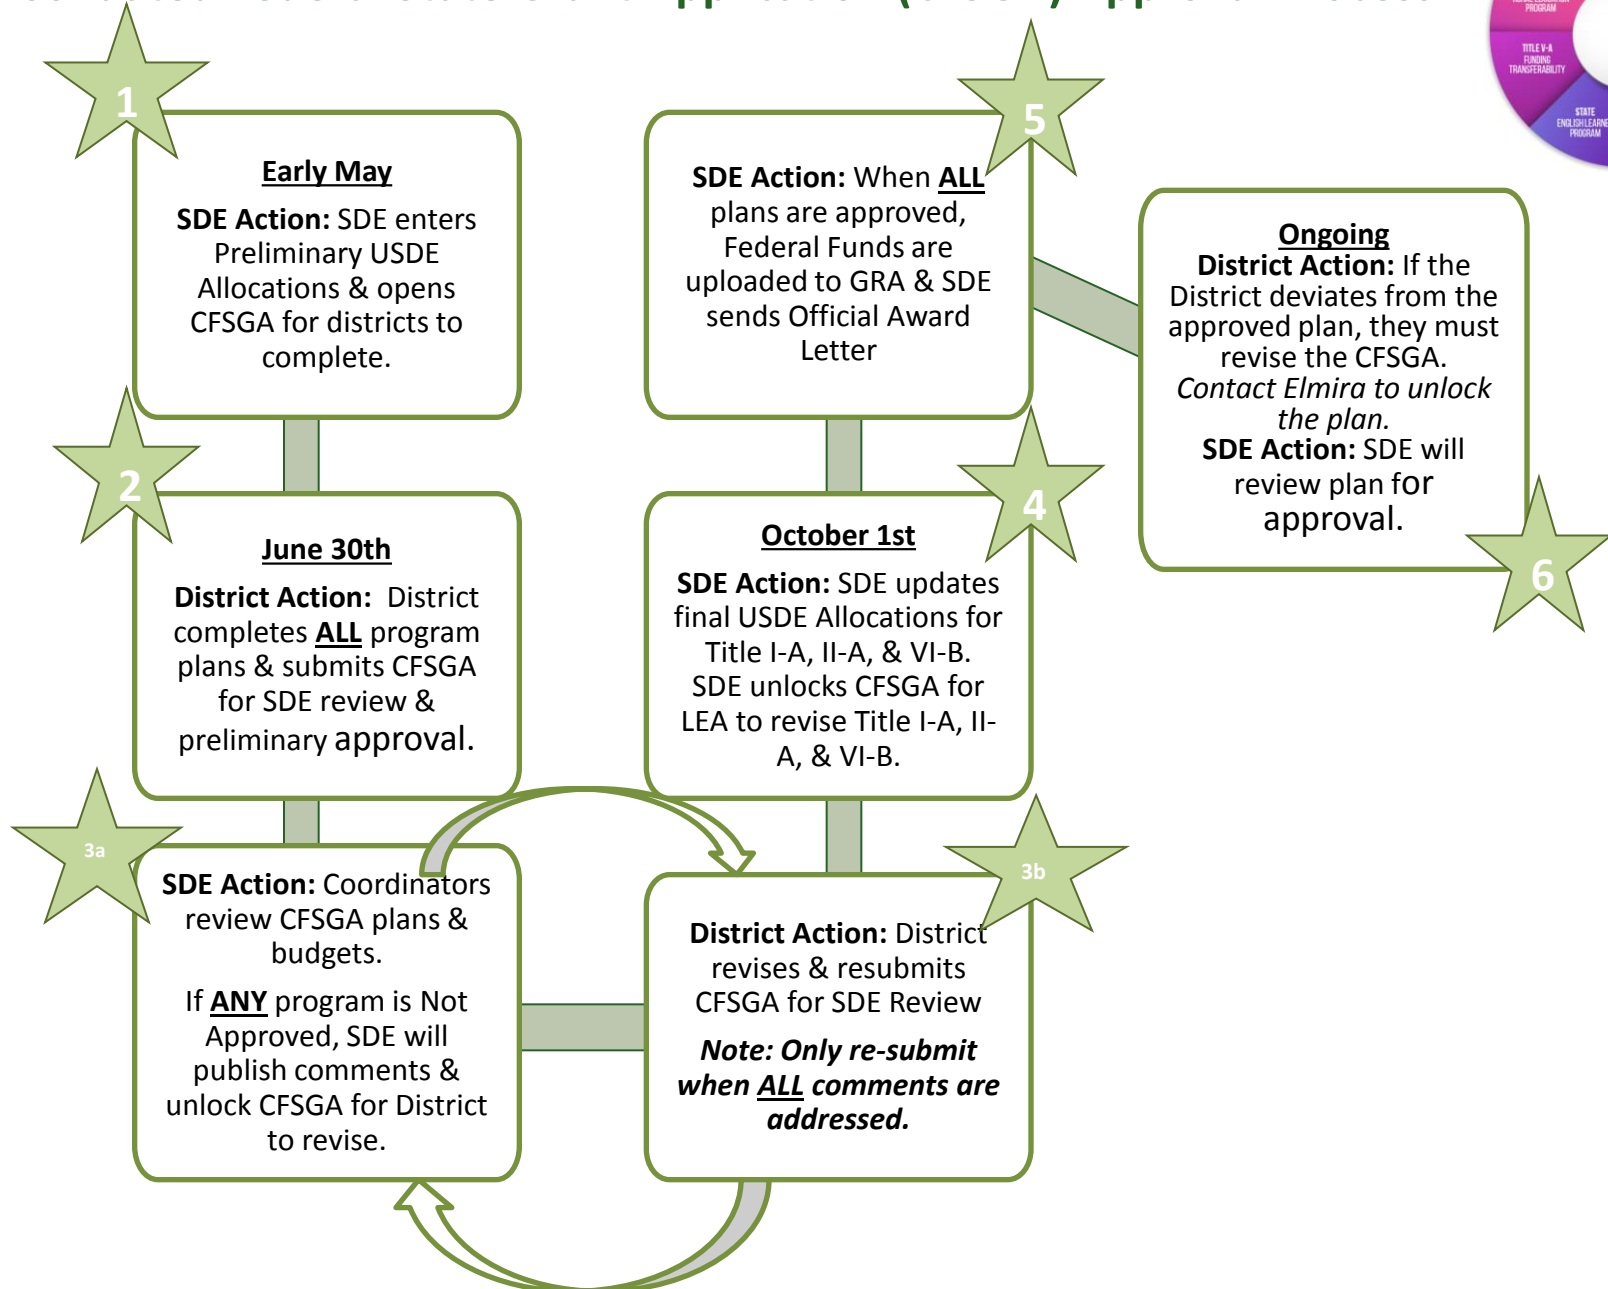 1
Early May
SDE Action: SDE enters
Preliminary USDE
Allocations & opens
CFSGA for districts to
complete.
2
June 30th
District Action:  District
completes ALL program
plans & submits CFSGA
for SDE review &
preliminary approval.
3a
SDE Action: Coordinators
review CFSGA plans &
budgets.
If ANY program is Not
Approved, SDE will
publish comments &
unlock CFSGA for District
to revise.
3b
District Action: District
revises & resubmits
CFSGA for SDE Review
Note: Only re-submit
when ALL comments are
addressed.
4
October 1st
SDE Action: SDE updates
final USDE Allocations for
Title I-A, II-A, & VI-B.
SDE unlocks CFSGA for
LEA to revise Title I-A, II-
A, & VI-B.
5
SDE Action: When ALL
plans are approved,
Federal Funds are
uploaded to GRA & SDE
sends Official Award
Letter
Ongoing
District Action: If the
District deviates from the
approved plan, they must
revise the CFSGA.
Contact Elmira to unlock
the plan.
SDE Action: SDE will
review plan for
approval.
6
PROGRAM
TITLE V-A
FUNDING
TRANSFERABILITY
STATE
ENGLISH LEARNE
PROGRAM